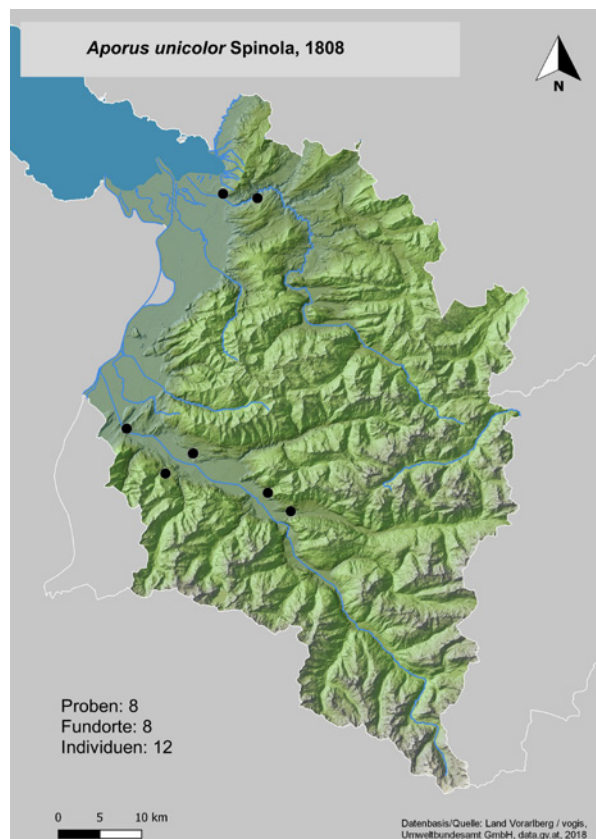 Aporus unicolor Spinola, 1808
N
Proben: 8
Fundorte: 8
Individuen: 12
0 5 10 km
Datenbasis/Quelle: Land Vorarlberg / vogis,
Umweltbundesamt GmbH, data.gv.at, 2018